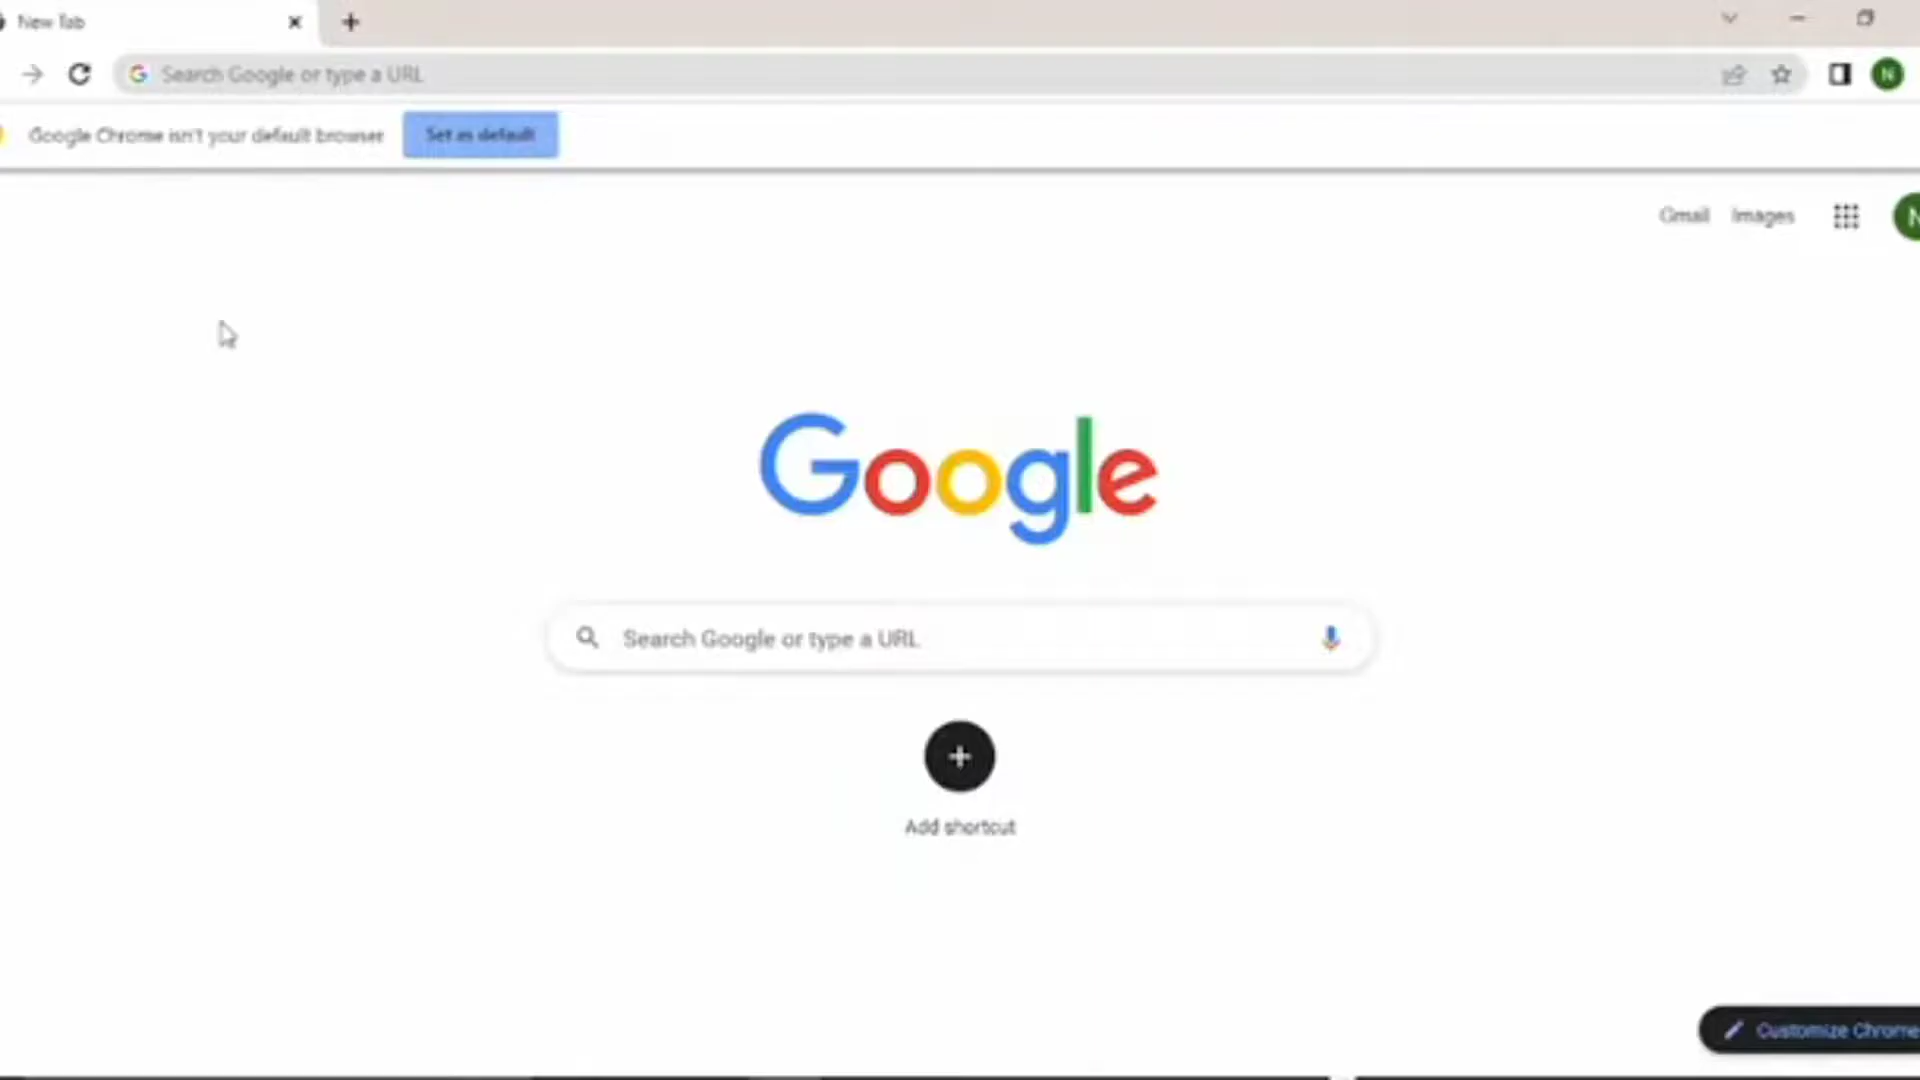 New Tab
Search Google or type a URL
Google Chrome isn't your default browser
Set as default
N
Gmail Images
N
Google
Search Google or type a URL
Add shortcut
Customize Chrome